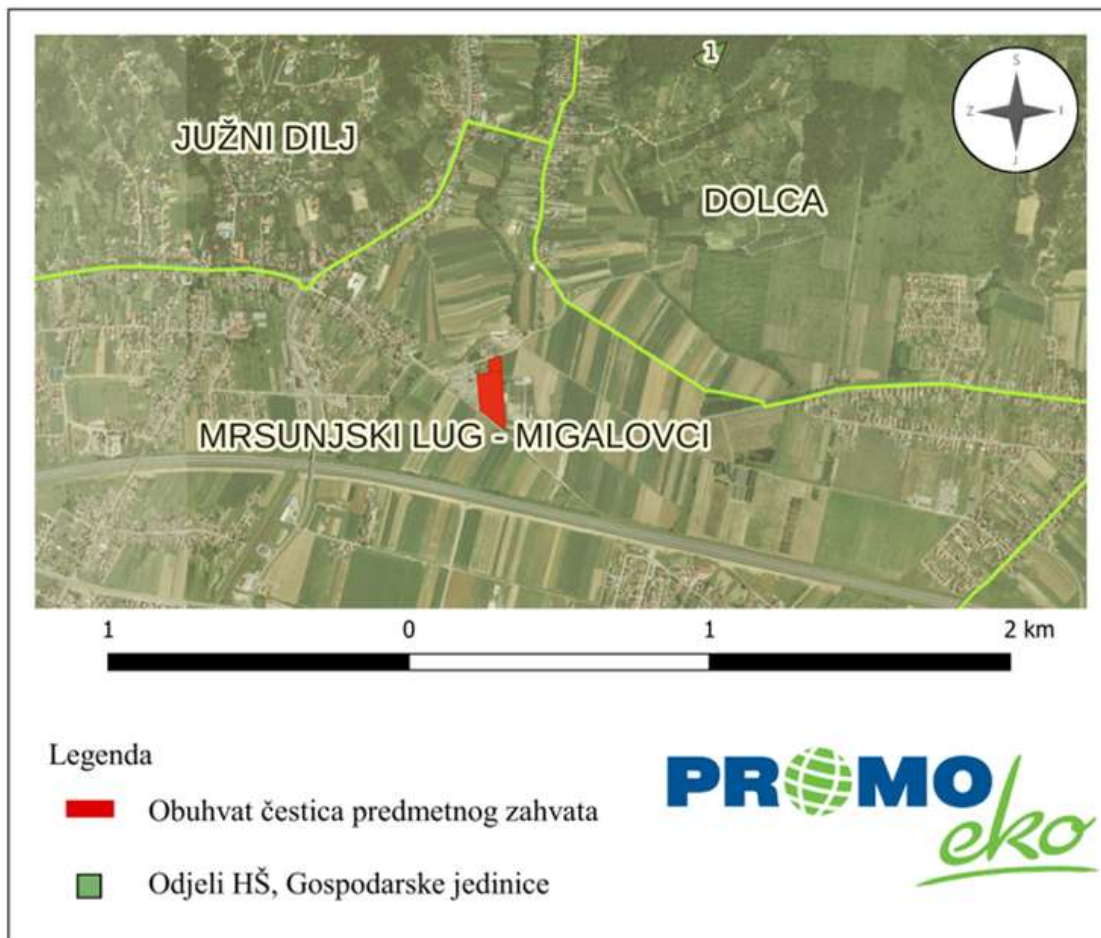 1
S
Z
I
J
JUŽNI DILJ
DOLCA
MRSUNJSKI LUG - MIGALOVCI
1 0 1 2 km
Legenda
Obuhvat čestica predmetnog zahvata
Odjeli HŠ, Gospodarske jedinice
PROMO
eko